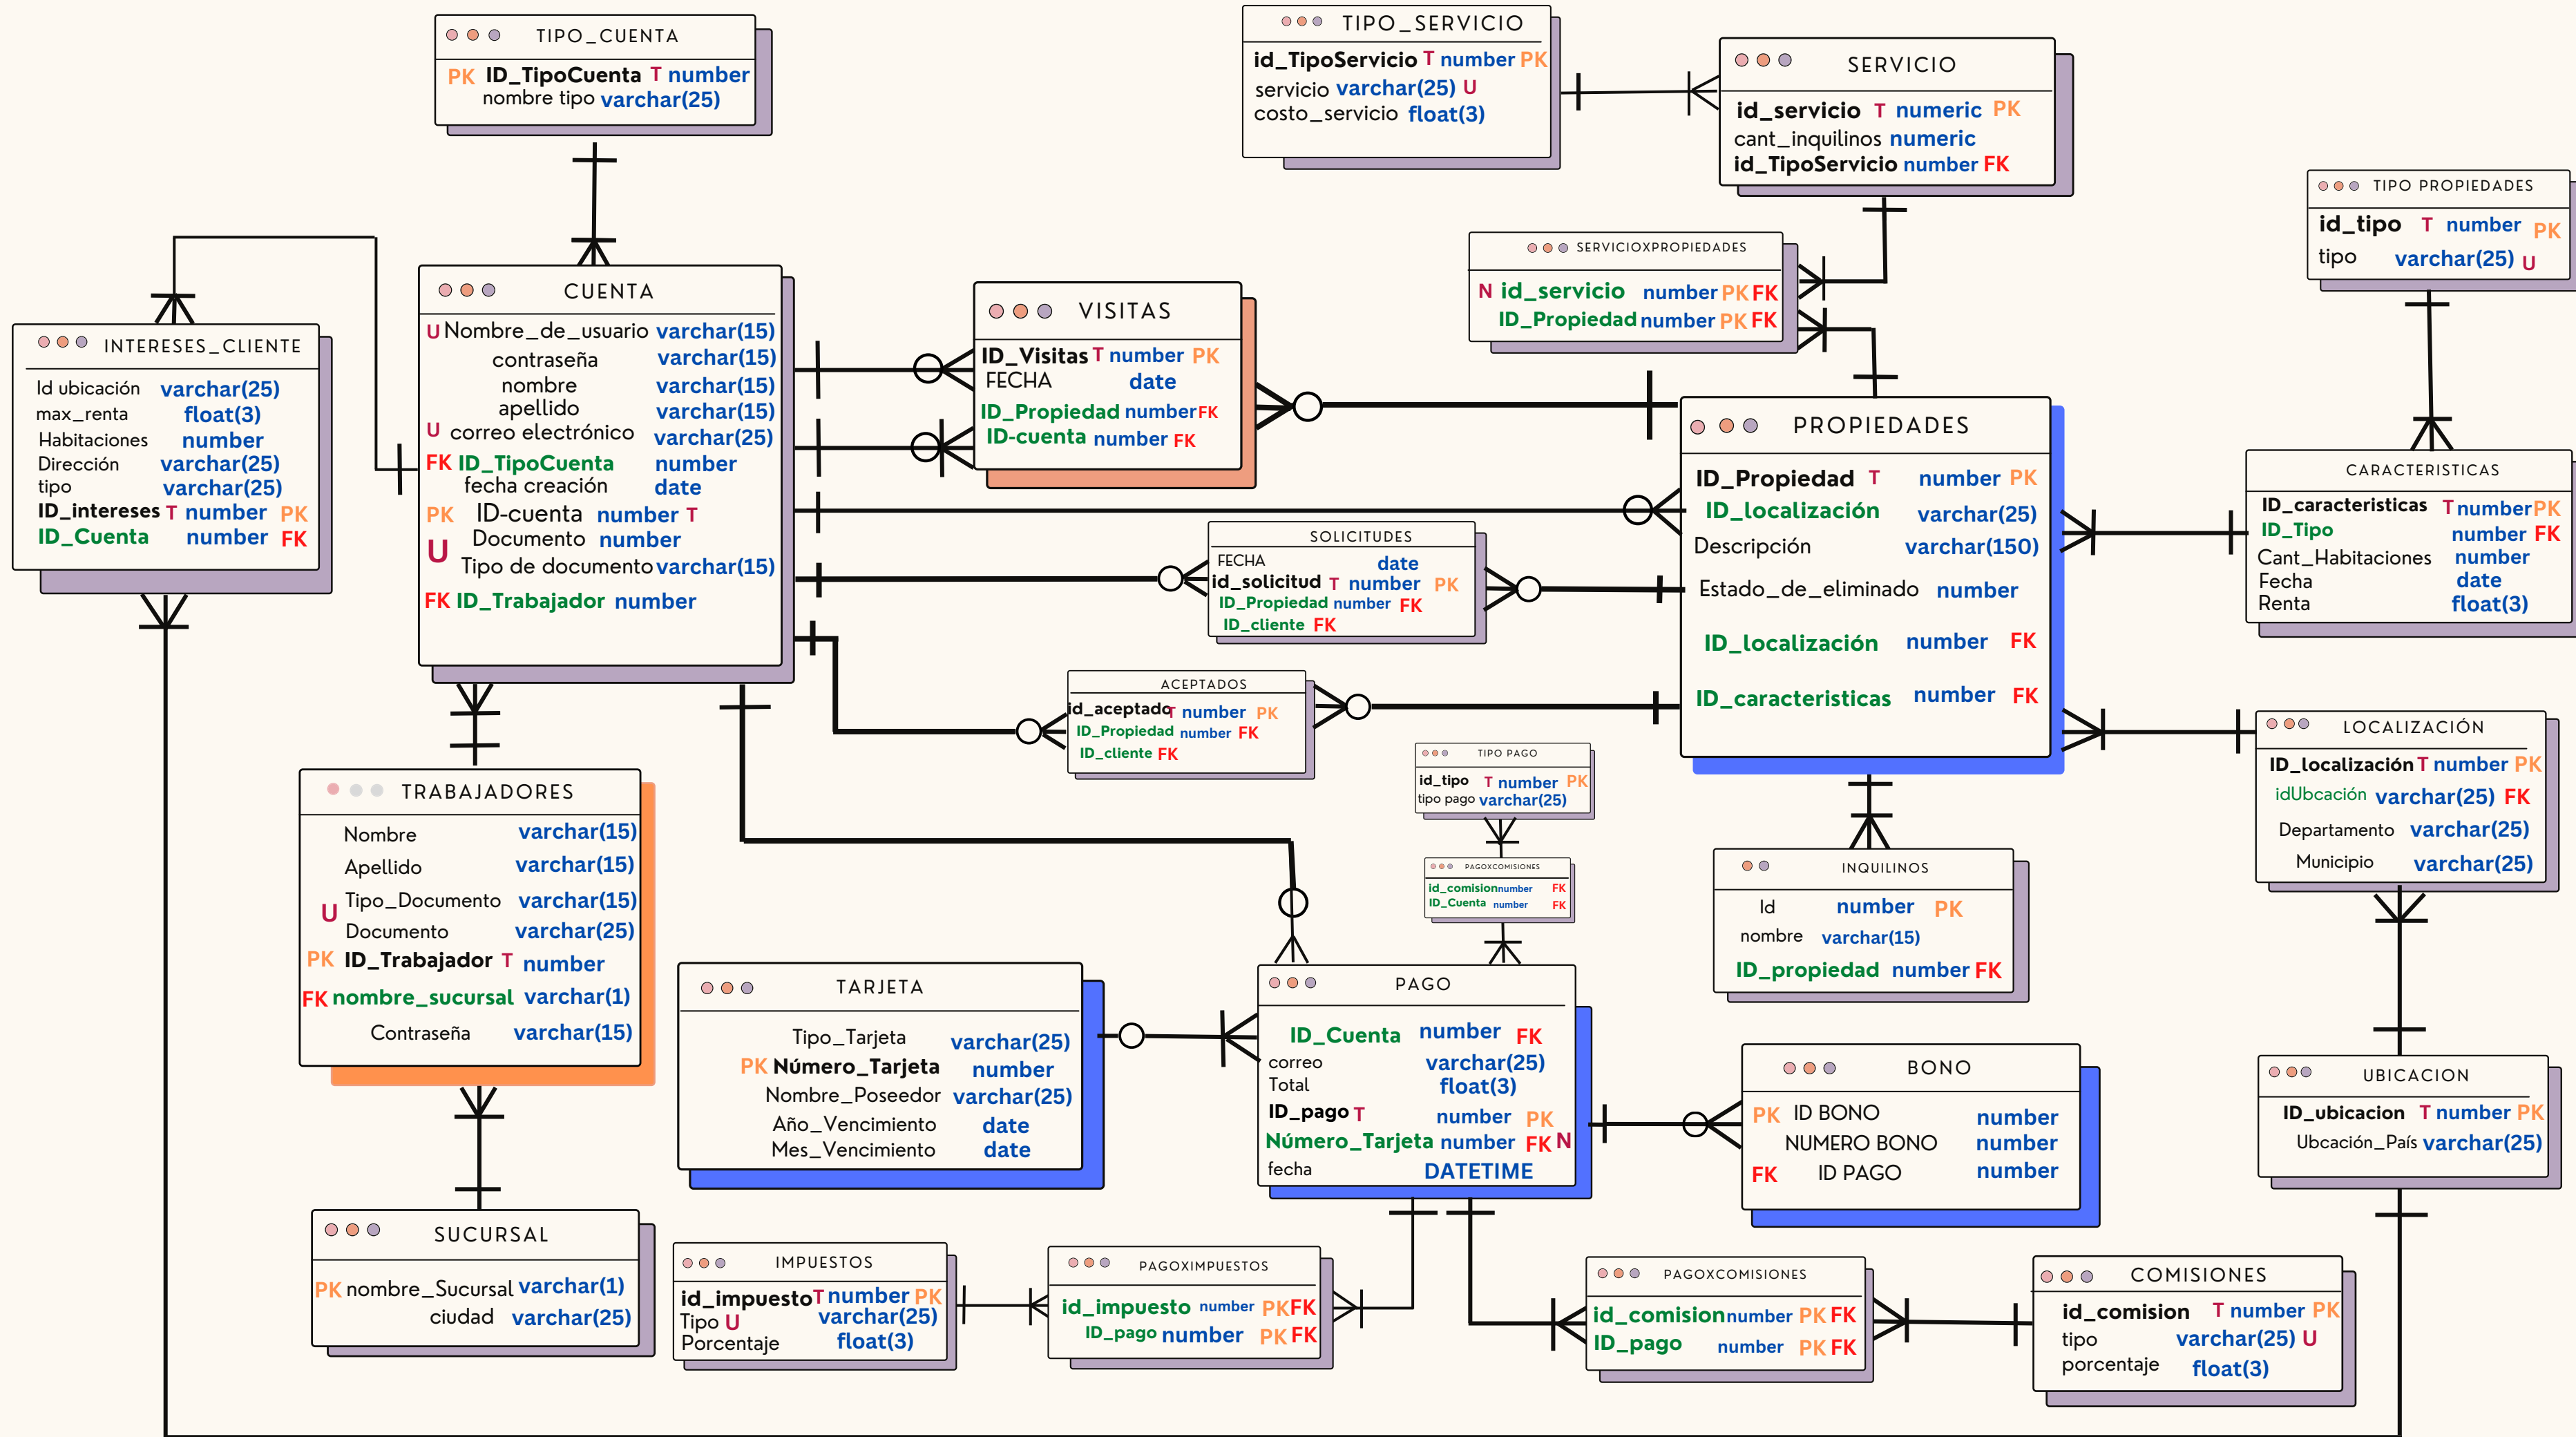 TIPO_CUENTA
PK ID_TipoCuenta T number
nombre tipo varchar(25)
TIPO_SERVICIO
id_TipoServicio T number PK
servicio varchar(25) U
costo_servicio float(3)
SERVICIO
id_servicio T numeric PK
cant_inquilinos numeric
id_TipoServicio number FK
TIPO PROPIEDADES
id_tipo T number PK
tipo varchar(25) U
SERVICIOXPROPIEDADES
N id_servicio number PK FK
ID_Propiedad number PK FK
INTERESES_CLIENTE
Id ubicación varchar(25)
max_renta float(3)
Habitaciones number
Dirección varchar(25)
tipo varchar(25)
ID_intereses T number PK
ID_Cuenta number FK
CUENTA
U Nombre_de_usuario varchar(15)
contraseña varchar(15)
nombre varchar(15)
apellido varchar(15)
U correo electrónico varchar(25)
FK ID_TipoCuenta number
fecha creación date
PK ID-cuenta number T
U Documento number
Tipo de documento varchar(15)
FK ID_Trabajador number
VISITAS
ID_Visitas T number PK
FECHA date
ID_Propiedad number FK
ID-cuenta number FK
PROPIEDADES
ID_Propiedad T number PK
ID_localización varchar(25)
Descripción varchar(150)
Estado_de_eliminado number
ID_localización number FK
ID_caracteristicas number FK
CARACTERISTICAS
ID_caracteristicas T number PK
ID_Tipo number FK
Cant_Habitaciones number
Fecha date
Renta float(3)
SOLICITUDES
FECHA date
id_solicitud T number PK
ID_Propiedad number FK
ID_cliente FK
ACEPTADOS
id_aceptado T number PK
ID_Propiedad number FK
ID_cliente FK
LOCALIZACIÓN
ID_localización T number PK
idUbcación varchar(25) FK
Departamento varchar(25)
Municipio varchar(25)
TIPO PAGO
id_tipo T number PK
tipo pago varchar(25)
PAGOXCOMISIONES
id_comision number FK
ID_Cuenta number FK
TRABAJADORES
Nombre varchar(15)
Apellido varchar(15)
U Tipo_Documento varchar(15)
Documento varchar(25)
PK ID_Trabajador T number
FK nombre_sucursal varchar(1)
Contraseña varchar(15)
INQUILINOS
Id number PK
nombre varchar(15)
ID_propiedad number FK
TARJETA
Tipo_Tarjeta varchar(25)
PK Número_Tarjeta number
Nombre_Poseedor varchar(25)
Año_Vencimiento date
Mes_Vencimiento date
PAGO
ID_Cuenta number FK
correo varchar(25)
Total float(3)
ID_pago T number PK
Número_Tarjeta number FK N
fecha DATETIME
BONO
PK ID BONO number
NUMERO BONO number
FK ID PAGO number
UBICACION
ID_ubicacion T number PK
Ubcación_País varchar(25)
SUCURSAL
PK nombre_Sucursal varchar(1)
ciudad varchar(25)
IMPUESTOS
id_impuesto T number PK
Tipo U varchar(25)
Porcentaje float(3)
PAGOXIMPUESTOS
id_impuesto number PK FK
ID_pago number PK FK
PAGOXCOMISIONES
id_comision number PK FK
ID_pago number PK FK
COMISIONES
id_comision T number PK
tipo varchar(25) U
porcentaje float(3)